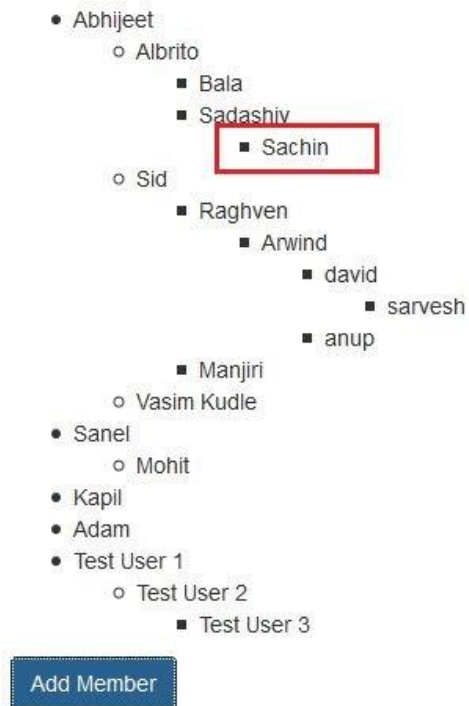 Abhijeet
Albrito
Bala
Sadashiv
Sachin
Sid
Raghven
Arwind
david
sarvesh
anup
Manjiri
Vasim Kudle
Sanel
Mohit
Kapil
Adam
Test User 1
Test User 2
Test User 3
Add Member